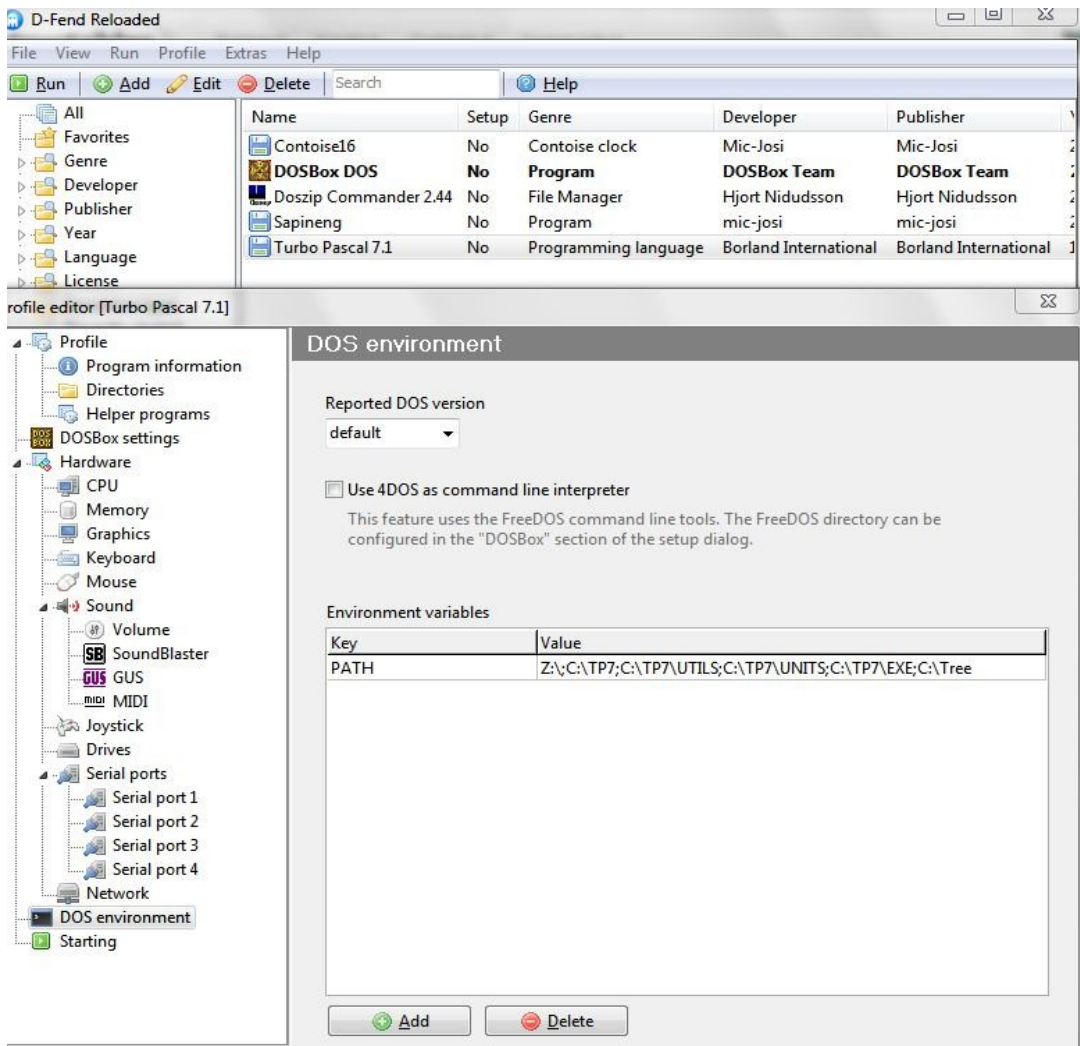 D-Fend Reloaded
File View Run Profile Extras Help
Run Add Edit Delete Search Help
All
Favorites
Genre
Developer
Publisher
Year
Language
License
Name Setup Genre Developer Publisher
Contoise16 No Contoise clock Mic-Josi Mic-Josi
DOSBox DOS No Program DOSBox Team DOSBox Team
Doszip Commander 2.44 No File Manager Hjort Nidudsson Hjort Nidudsson
Sapineng No Program mic-josi mic-josi
Turbo Pascal 7.1 No Programming language Borland International Borland International
rofile editor [Turbo Pascal 7.1]
Profile
Program information
Directories
Helper programs
DOS BOX DOSBox settings
Hardware
CPU
Memory
Graphics
Keyboard
Mouse
Sound
Volume
SB SoundBlaster
GUS GUS
MIDI MIDI
Joystick
Drives
Serial ports
Serial port 1
Serial port 2
Serial port 3
Serial port 4
Network
DOS environment
Starting
DOS environment
Reported DOS version
default
Use 4DOS as command line interpreter
This feature uses the FreeDOS command line tools. The FreeDOS directory can be
configured in the "DOSBox" section of the setup dialog.
Environment variables
Key Value
PATH Z:\;C:\TP7;C:\TP7\UTILS;C:\TP7\UNITS;C:\TP7\EXE;C:\Tree
Add Delete